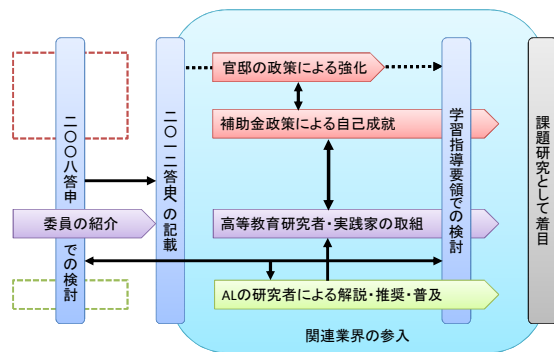 官邸の政策による強化
補助金政策による自己成就
高等教育研究者・実践家の取組
ALの研究者による解説・推奨・普及
関連業界の参入
委員の紹介
二〇〇八答申での検討
二〇一二答申への記載
学習指導要領での検討
課題研究として着目